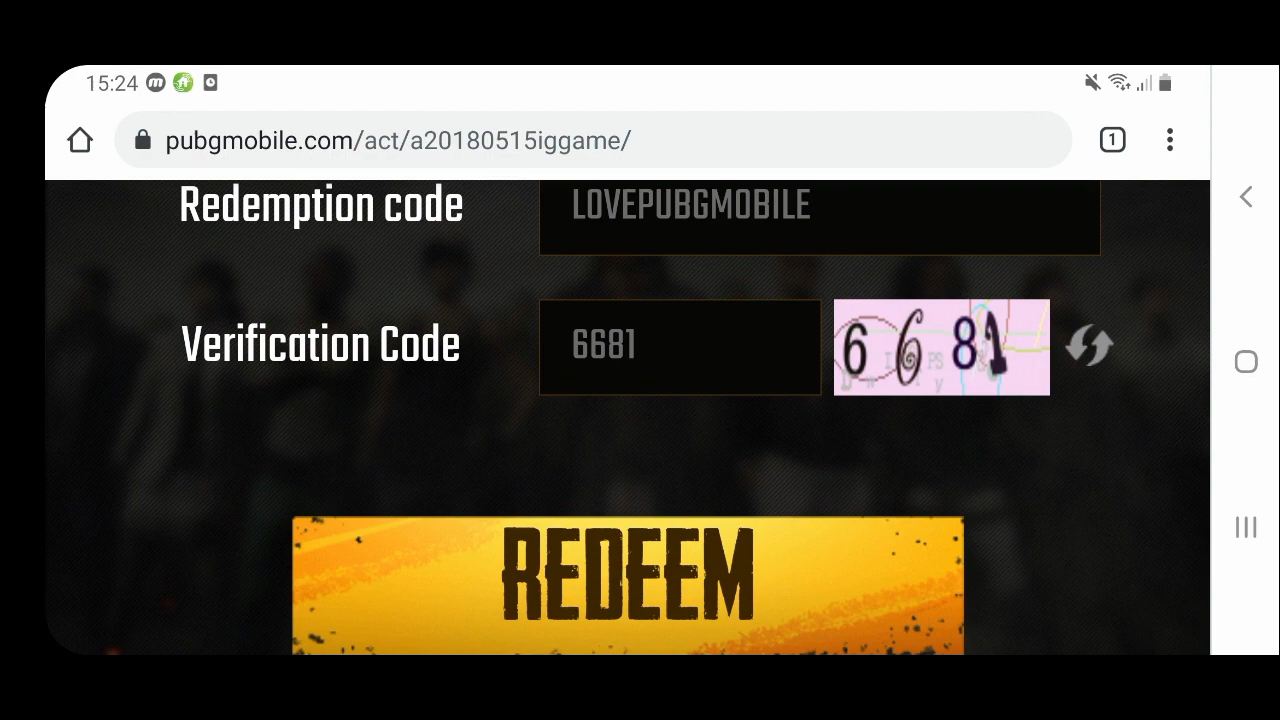 15:24
pubgmobile.com/act/a20180515iggame/
1
Redemption code
LOVEPUBGMOBILE
Verification Code
6681
6681
REDEEM